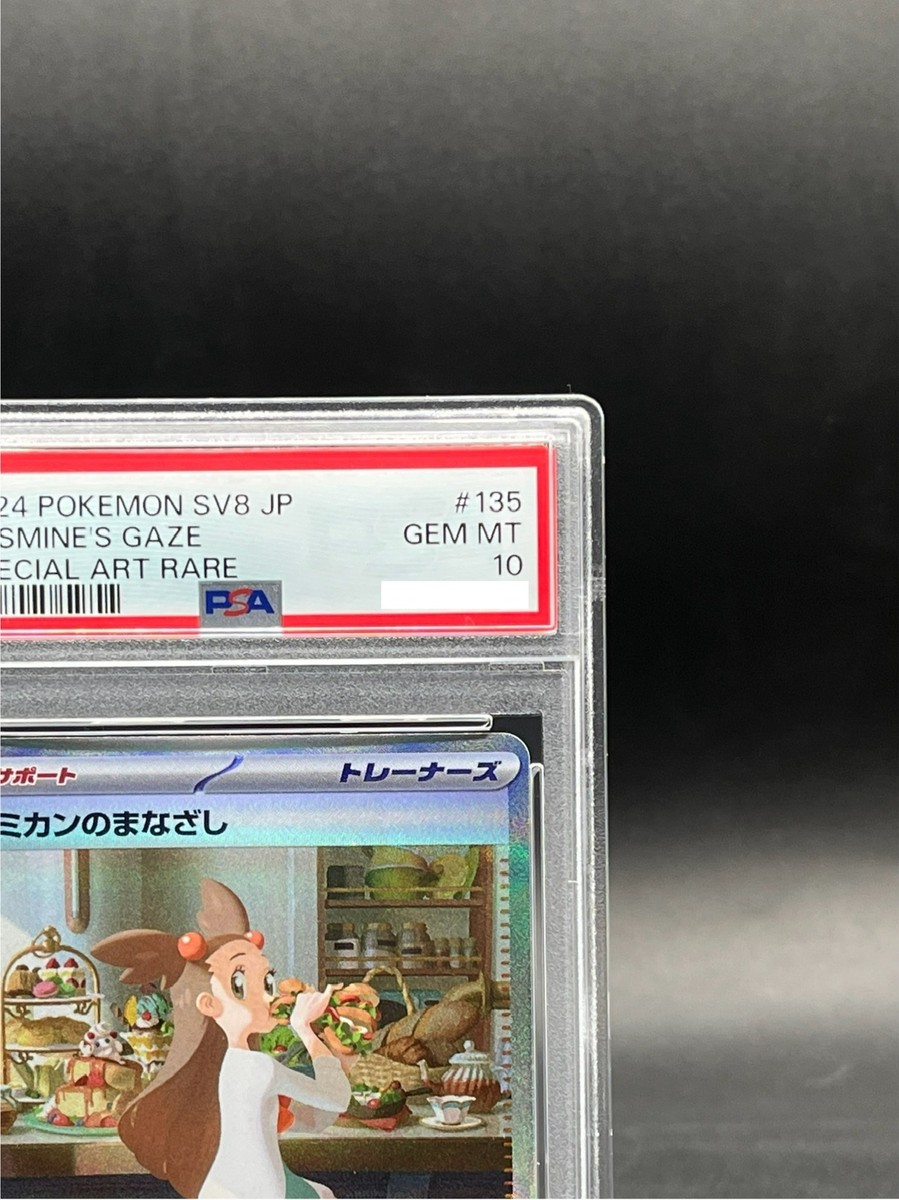 24 POKEMON SV8 JP #135
SMINE'S GAZE GEM MT
ECIAL ART RARE 10
PSA
サポート トレーナーズ
ミカンのまなざし